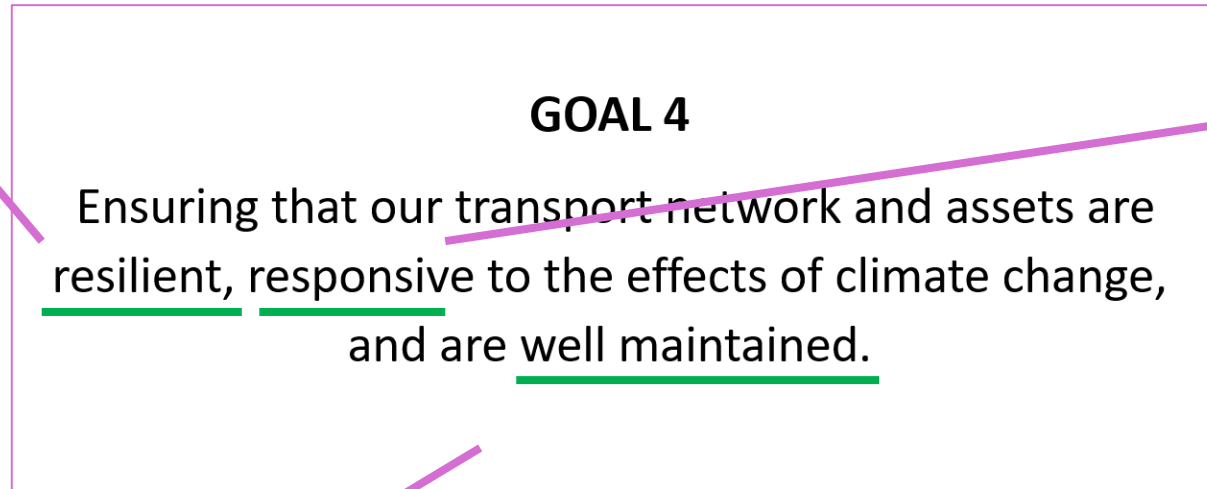 GOAL 4
Ensuring that our transport network and assets are
resilient, responsive to the effects of climate change,
and are well maintained.